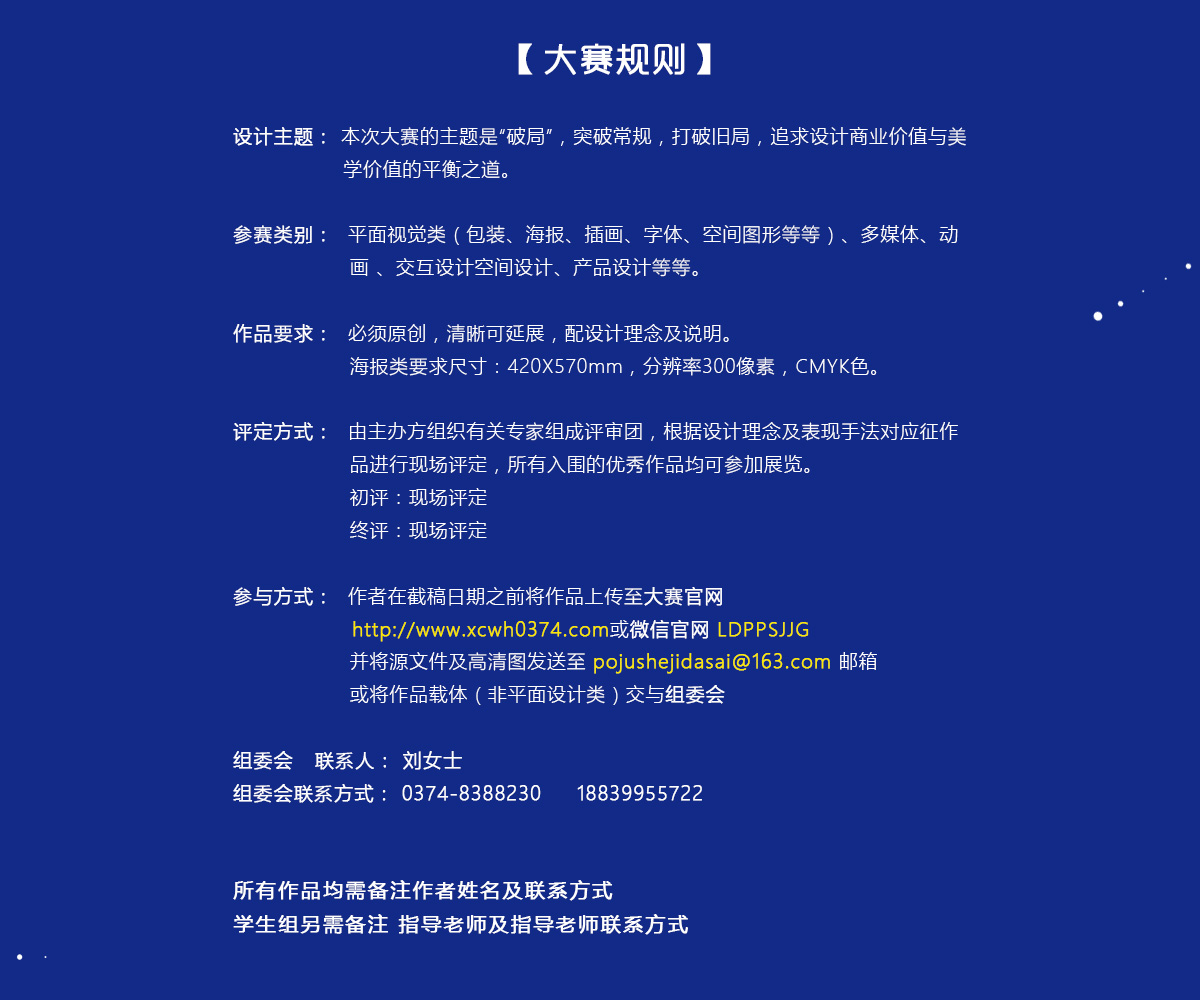 【大赛规则】
设计主题： 本次大赛的主题是“破局”，突破常规，打破旧局，追求设计商业价值与美
学价值的平衡之道。
参赛类别： 平面视觉类（包装、海报、插画、字体、空间图形等等）、多媒体、动
画 、交互设计空间设计、产品设计等等。
作品要求： 必须原创，清晰可延展，配设计理念及说明。
海报类要求尺寸：420X570mm，分辨率300像素，CMYK色。
评定方式： 由主办方组织有关专家组成评审团，根据设计理念及表现手法对应征作
品进行现场评定，所有入围的优秀作品均可参加展览。
初评：现场评定
终评：现场评定
参与方式： 作者在截稿日期之前将作品上传至大赛官网
http://www.xcwh0374.com或微信官网 LDPPSJJG
并将源文件及高清图发送至 pojushejidasai@163.com 邮箱
或将作品载体（非平面设计类）交与组委会
组委会 联系人： 刘女士
组委会联系方式： 0374-8388230 18839955722
所有作品均需备注作者姓名及联系方式
学生组另需备注 指导老师及指导老师联系方式